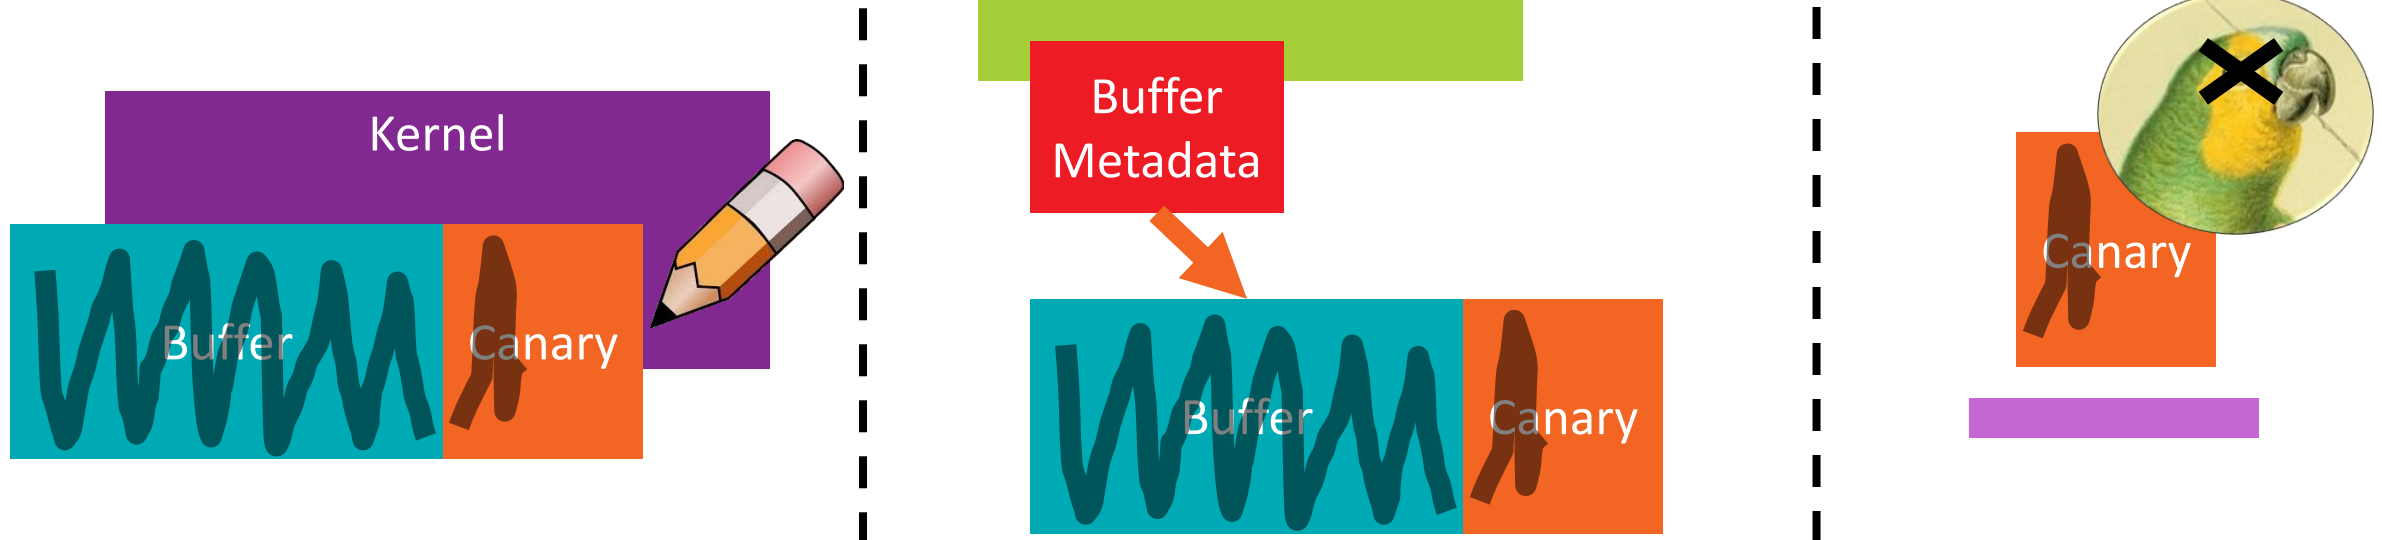 Kernel
Buffer
Canary
Buffer
Metadata
Buffer
Canary
Canary